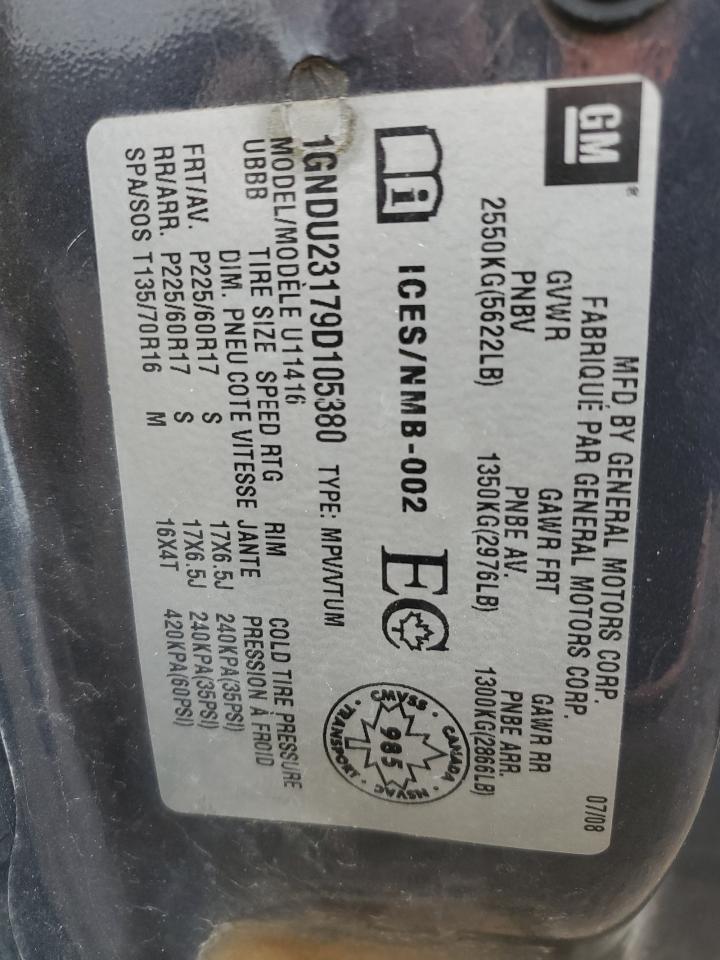 GM ®
MFD BY GENERAL MOTORS CORP. 07/08
FABRIQUÉ PAR GENERAL MOTORS CORP.
GVWR GAWR FRT GAWR RR
PNBV PNBE AV. PNBE ARR.
2550KG(5622LB) 1350KG(2976LB) 1300KG(2866LB)
i ICES/NMB-002 EC CMVSS · CANADA · NSVAC · TRANSPORT · 985
1GNDU23179D105380 TYPE: MPV/VTUM
MODEL/MODÈLE U11416
UBBB TIRE SIZE SPEED RTG RIM COLD TIRE PRESSURE
DIM. PNEU COTE VITESSE JANTE PRESSION À FROID
FRT/AV. P225/60R17 S 17X6.5J 240KPA(35PSI)
RR/ARR. P225/60R17 S 17X6.5J 240KPA(35PSI)
SPA/SOS T135/70R16 M 16X4T 420KPA(60PSI)